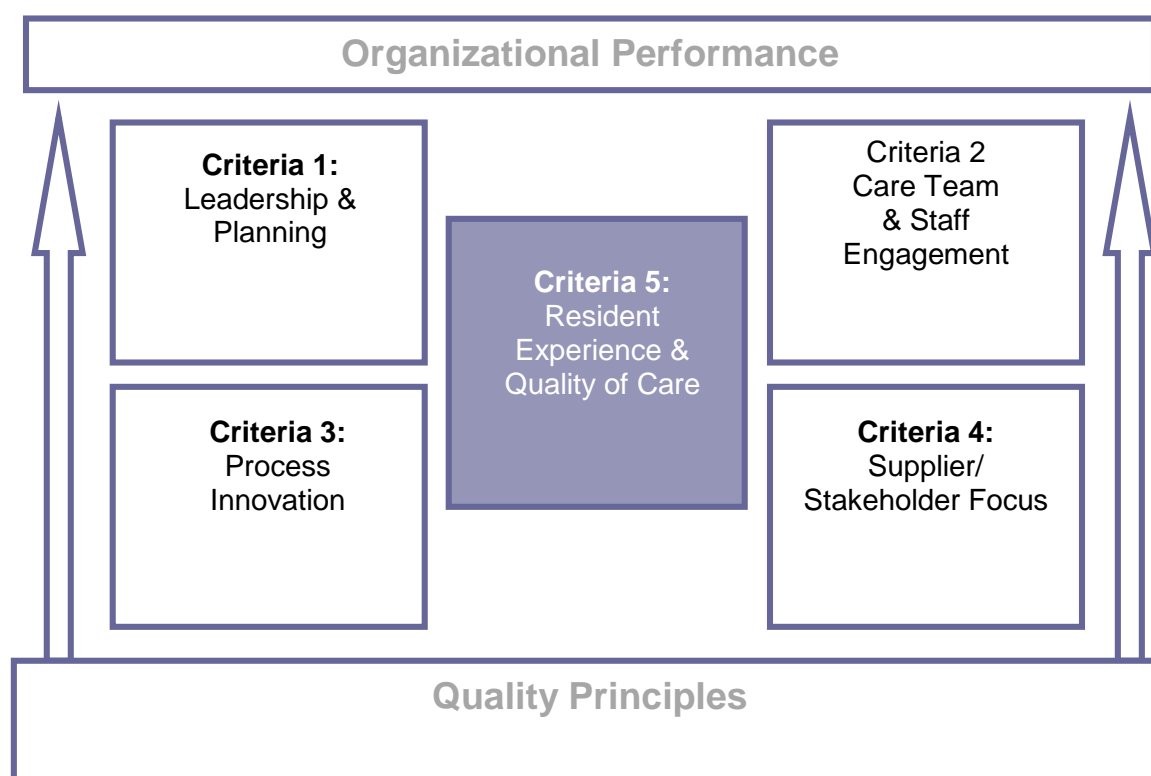 Organizational Performance
Criteria 1:
Leadership &
Planning
Criteria 2
Care Team
& Staff
Engagement
Criteria 5:
Resident
Experience &
Quality of Care
Criteria 3:
Process
Innovation
Criteria 4:
Supplier/
Stakeholder Focus
Quality Principles